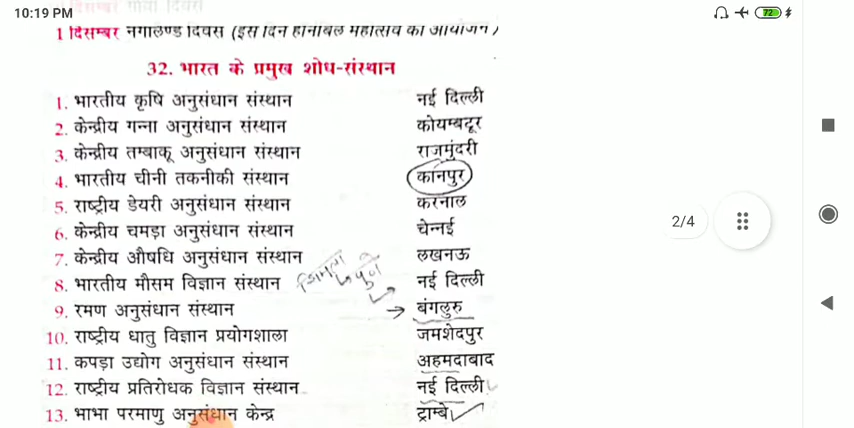 10:19 PM 72
1 दिसम्बर नगालैण्ड दिवस (इस दिन हॉर्नबिल महोत्सव का आयोजन)
32. भारत के प्रमुख शोध-संस्थान
1. भारतीय कृषि अनुसंधान संस्थान नई दिल्ली
2. केन्द्रीय गन्ना अनुसंधान संस्थान कोयम्बटूर
3. केन्द्रीय तम्बाकू अनुसंधान संस्थान राजमुंदरी
4. भारतीय चीनी तकनीकी संस्थान कानपुर
5. राष्ट्रीय डेयरी अनुसंधान संस्थान करनाल
2/4
6. केन्द्रीय चमड़ा अनुसंधान संस्थान चेन्नई
7. केन्द्रीय औषधि अनुसंधान संस्थान लखनऊ
8. भारतीय मौसम विज्ञान संस्थान शिमला पुणे नई दिल्ली
9. रमण अनुसंधान संस्थान बंगलुरु
10. राष्ट्रीय धातु विज्ञान प्रयोगशाला जमशेदपुर
11. कपड़ा उद्योग अनुसंधान संस्थान अहमदाबाद
12. राष्ट्रीय प्रतिरोधक विज्ञान संस्थान नई दिल्ली
13. भाभा परमाणु अनुसंधान केन्द्र ट्राम्बे